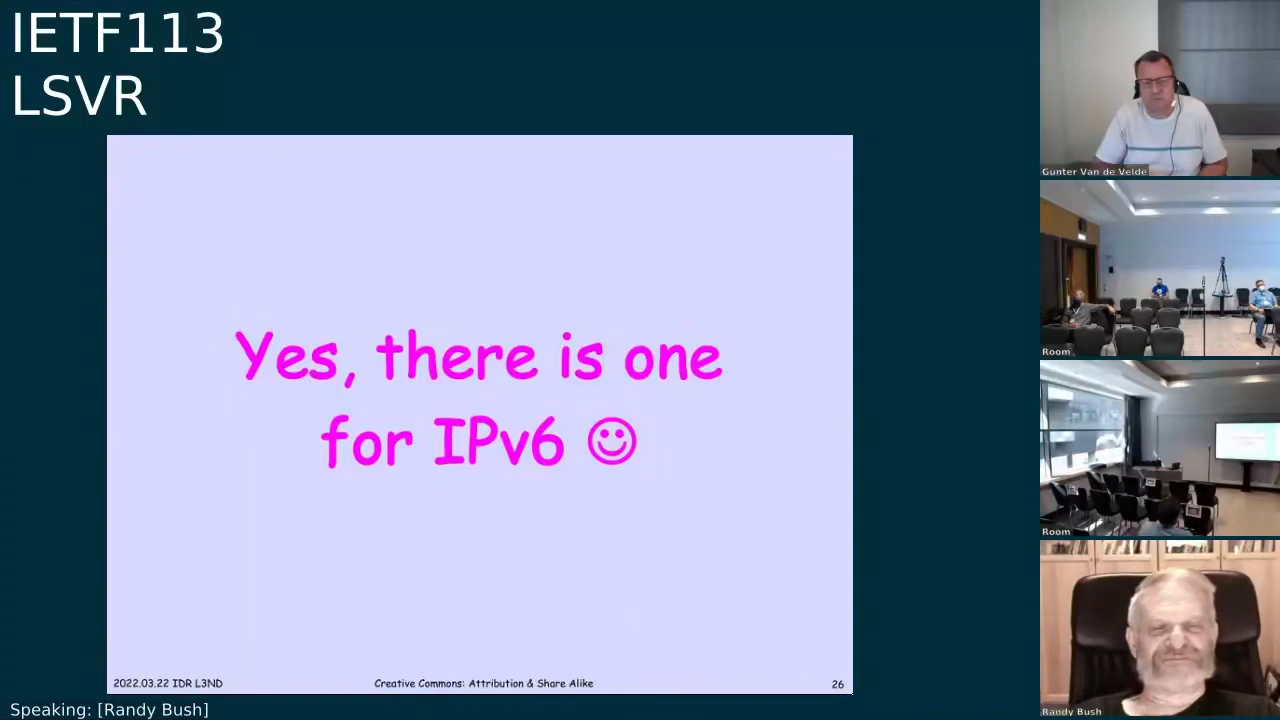 IETF113
LSVR
Yes, there is one
for IPv6 ☺
2022.03.22 IDR L3ND
Creative Commons: Attribution & Share Alike
26
Speaking: [Randy Bush]
Gunter Van de Velde
Room
Room
Randy Bush